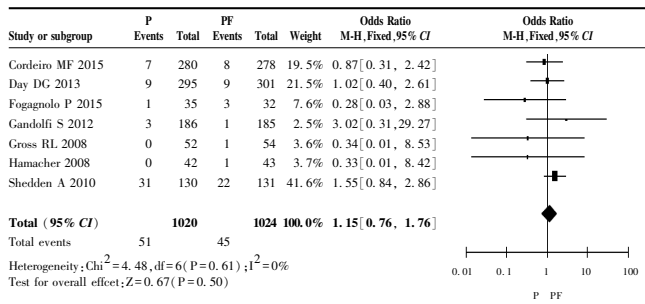 P PF Odds Ratio Odds Ratio
Study or subgroup Events Total Events Total Weight M-H,Fixed,95% CI M-H,Fixed,95% CI
Cordeiro MF 2015 7 280 8 278 19.5% 0.87[0.31, 2.42]
Day DG 2013 9 295 9 301 21.5% 1.02[0.40, 2.61]
Fogagnolo P 2015 1 35 3 32 7.6% 0.28[0.03, 2.88]
Gandolfi S 2012 3 186 1 185 2.5% 3.02[0.31,29.27]
Gross RL 2008 0 52 1 54 3.6% 0.34[0.01, 8.53]
Hamacher 2008 0 42 1 43 3.7% 0.33[0.01, 8.42]
Shedden A 2010 31 130 22 131 41.6% 1.55[0.84, 2.86]
Total (95% CI) 1020 1024 100.0% 1.15[0.76, 1.76]
Total events 51 45
Heterogeneity:Chi²=4.48,df=6(P=0.61);I²=0%
Test for overall effcet:Z=0.67(P=0.50)
0.01 0.1 1 10 100
P PF